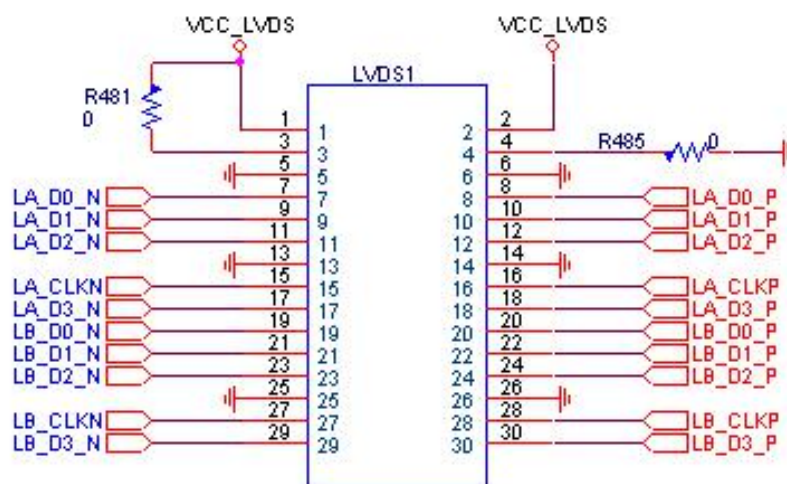 VCC_LVDS VCC_LVDS
LVDS1
R481
0
1 1 2 2
3 3 4 4 R485 0
5 5 6 6
LA_D0_N 7 7 8 8 LA_D0_P
LA_D1_N 9 9 10 10 LA_D1_P
LA_D2_N 11 11 12 12 LA_D2_P
13 13 14 14
LA_CLKN 15 15 16 16 LA_CLKP
LA_D3_N 17 17 18 18 LA_D3_P
LB_D0_N 19 19 20 20 LB_D0_P
LB_D1_N 21 21 22 22 LB_D1_P
LB_D2_N 23 23 24 24 LB_D2_P
25 25 26 26
LB_CLKN 27 27 28 28 LB_CLKP
LB_D3_N 29 29 30 30 LB_D3_P